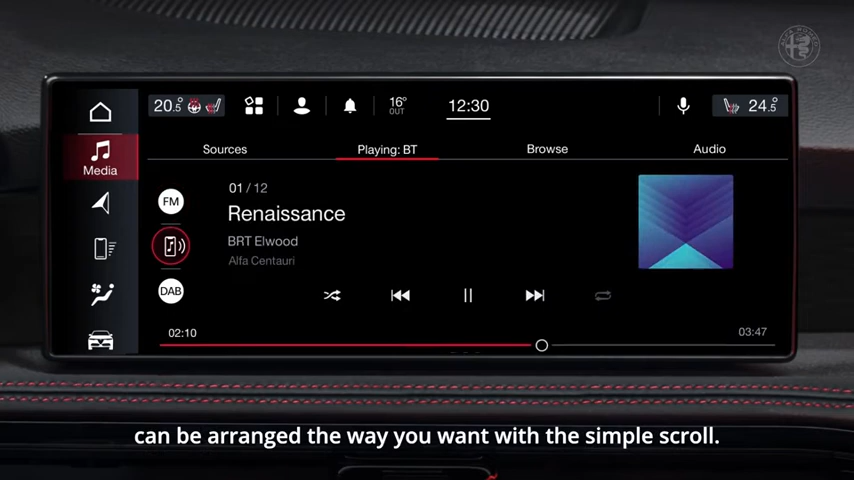 ALFA ROMEO
20.5°
16°
OUT
12:30
24.5°
Media
Sources
Playing: BT
Browse
Audio
FM
DAB
01 / 12
Renaissance
BRT Elwood
Alfa Centauri
02:10
03:47
can be arranged the way you want with the simple scroll.